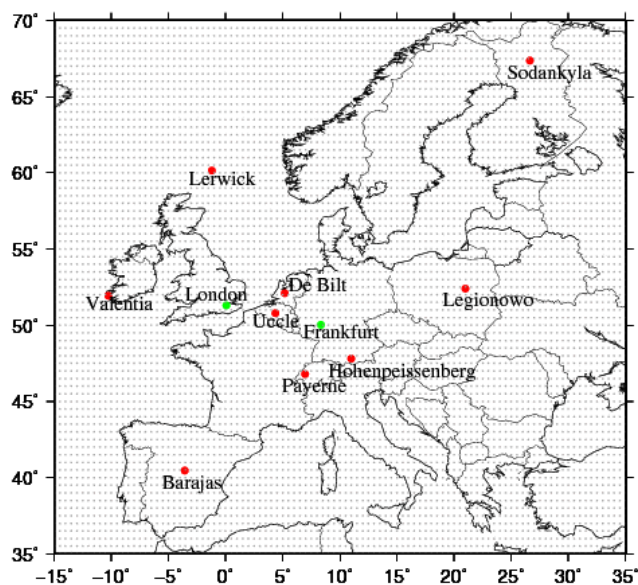 70°
65°
60°
55°
50°
45°
40°
35°
Sodankyla
Lerwick
Valentia
London
De Bilt
Uccle
Frankfurt
Legionowo
Hohenpeissenberg
Payerne
Barajas
−15° −10° −5° 0° 5° 10° 15° 20° 25° 30° 35°